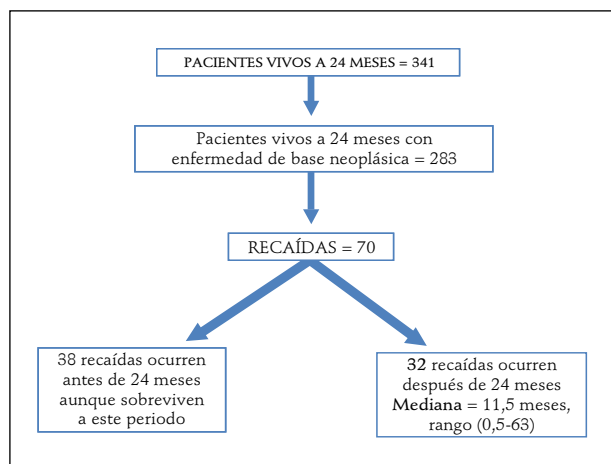 PACIENTES VIVOS A 24 MESES = 341
Pacientes vivos a 24 meses con
enfermedad de base neoplásica = 283
RECAÍDAS = 70
38 recaídas ocurren
antes de 24 meses
aunque sobreviven
a este periodo
32 recaídas ocurren
después de 24 meses
Mediana = 11,5 meses,
rango (0,5-63)